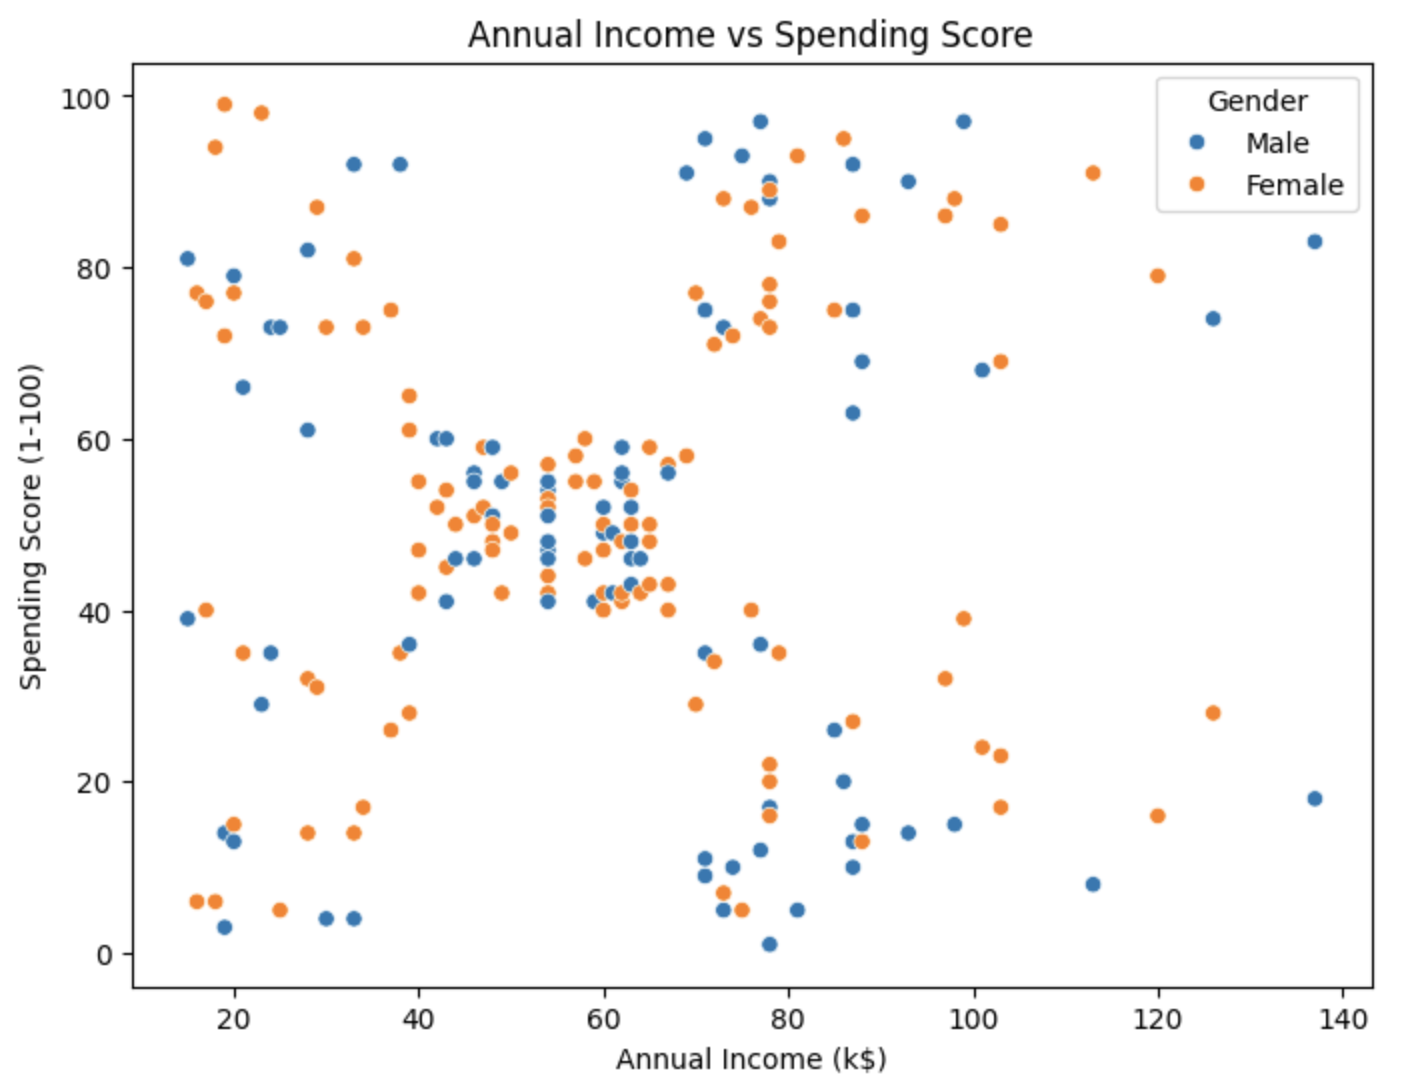 Annual Income vs Spending Score
Gender
Male
Female
100
80
60
40
20
0
Spending Score (1-100)
20 40 60 80 100 120 140
Annual Income (k$)